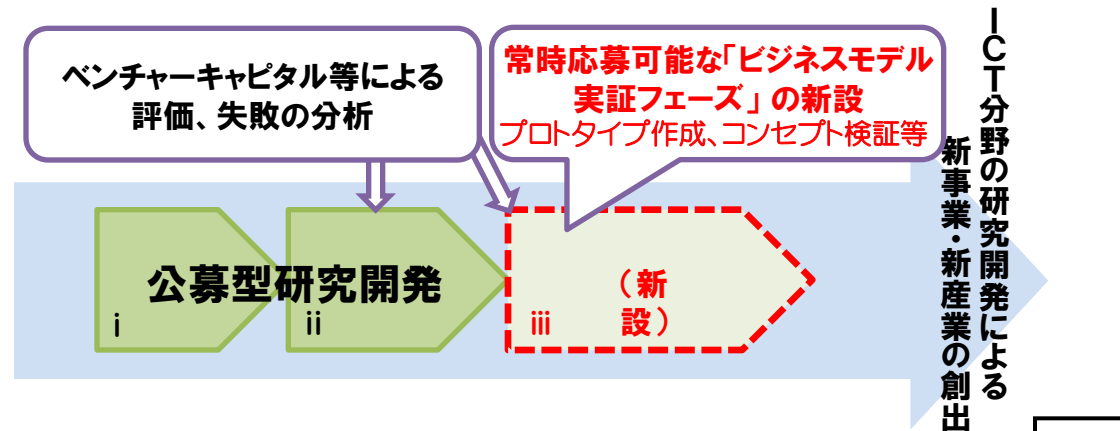 ベンチャーキャピタル等による
評価、失敗の分析
常時応募可能な「ビジネスモデル
実証フェーズ」の新設
プロトタイプ作成、コンセプト検証等
公募型研究開発
ⅰ
ⅱ
ⅲ
（新
設）
ＩＣＴ分野の研究開発による
新事業・新産業の創出